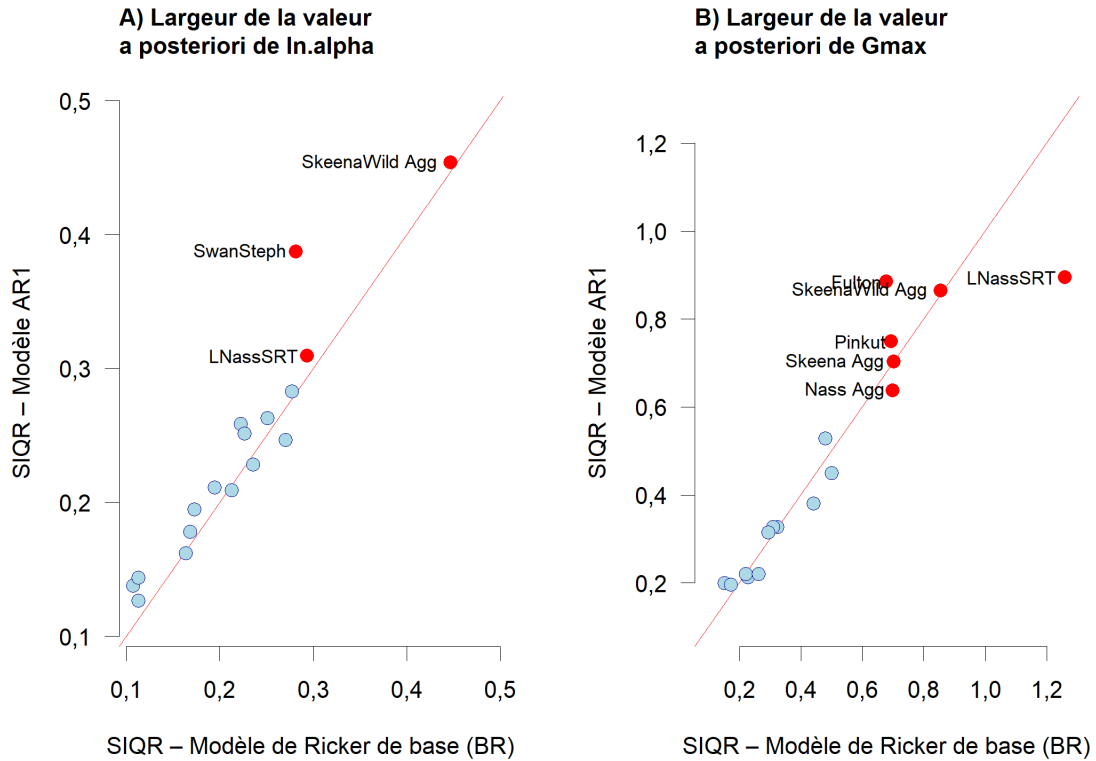 A) Largeur de la valeur
a posteriori de ln.alpha
SIQR – Modèle AR1
0,5
0,4
0,3
0,2
0,1
SkeenaWild Agg
SwanSteph
LNassSRT
0,1 0,2 0,3 0,4 0,5
SIQR – Modèle de Ricker de base (BR)
B) Largeur de la valeur
a posteriori de Gmax
SIQR – Modèle AR1
1,2
1,0
0,8
0,6
0,4
0,2
Fulton
LNassSRT
SkeenaWild Agg
Pinkut
Skeena Agg
Nass Agg
0,2 0,4 0,6 0,8 1,0 1,2
SIQR – Modèle de Ricker de base (BR)